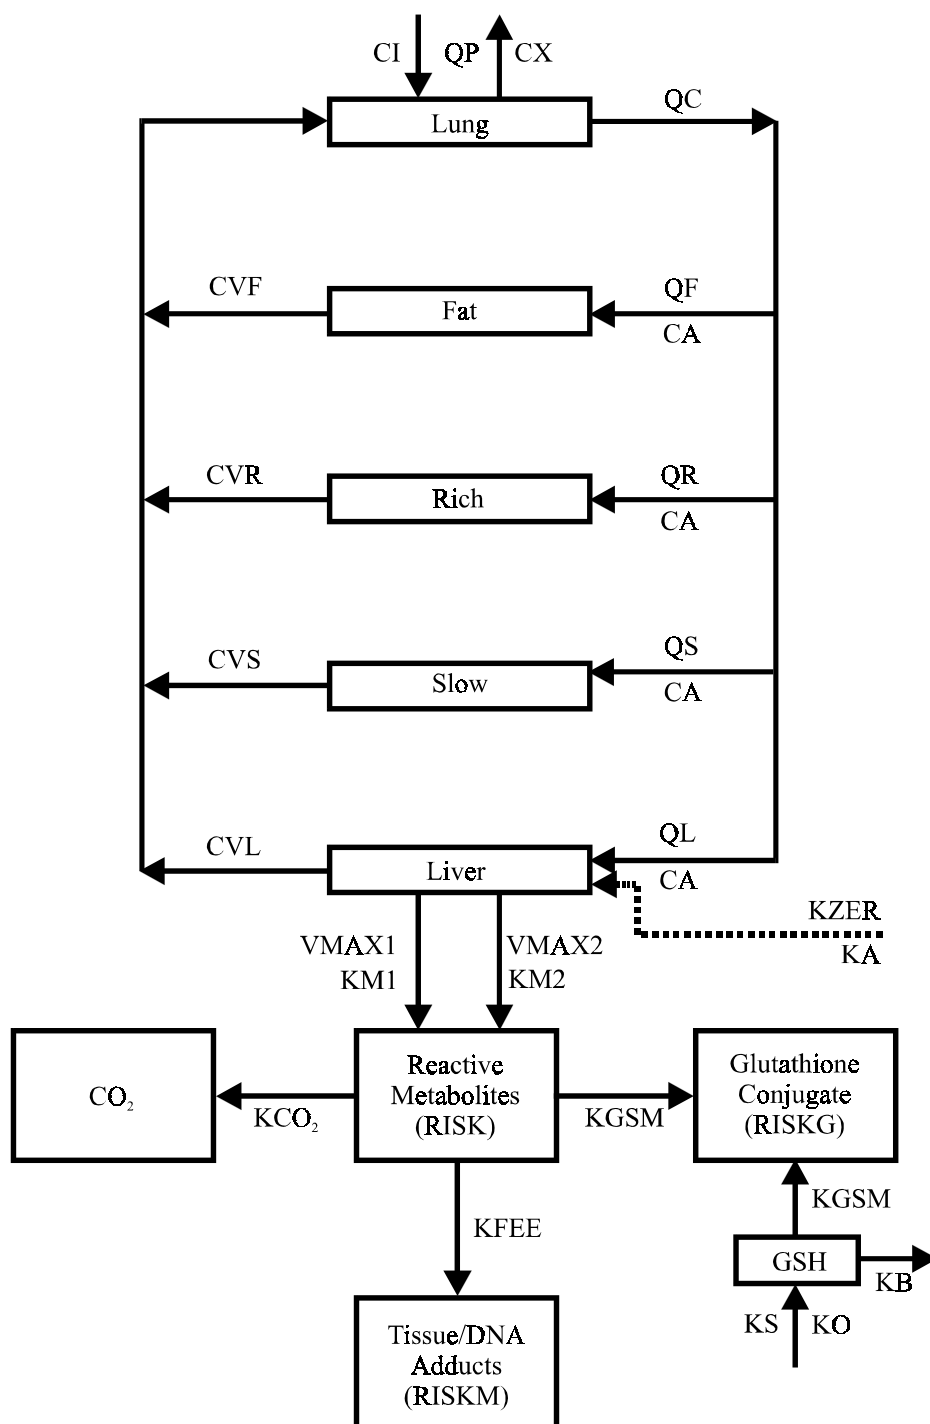 CI QP CX
Lung
QC
CVF
Fat
QF
CA
CVR
Rich
QR
CA
CVS
Slow
QS
CA
CVL
Liver
QL
CA
KZER
KA
VMAX1
KM1
VMAX2
KM2
CO₂
KCO₂
Reactive
Metabolites
(RISK)
KGSM
Glutathione
Conjugate
(RISKG)
KFEE
KGSM
GSH
KB
KS KO
Tissue/DNA
Adducts
(RISKM)